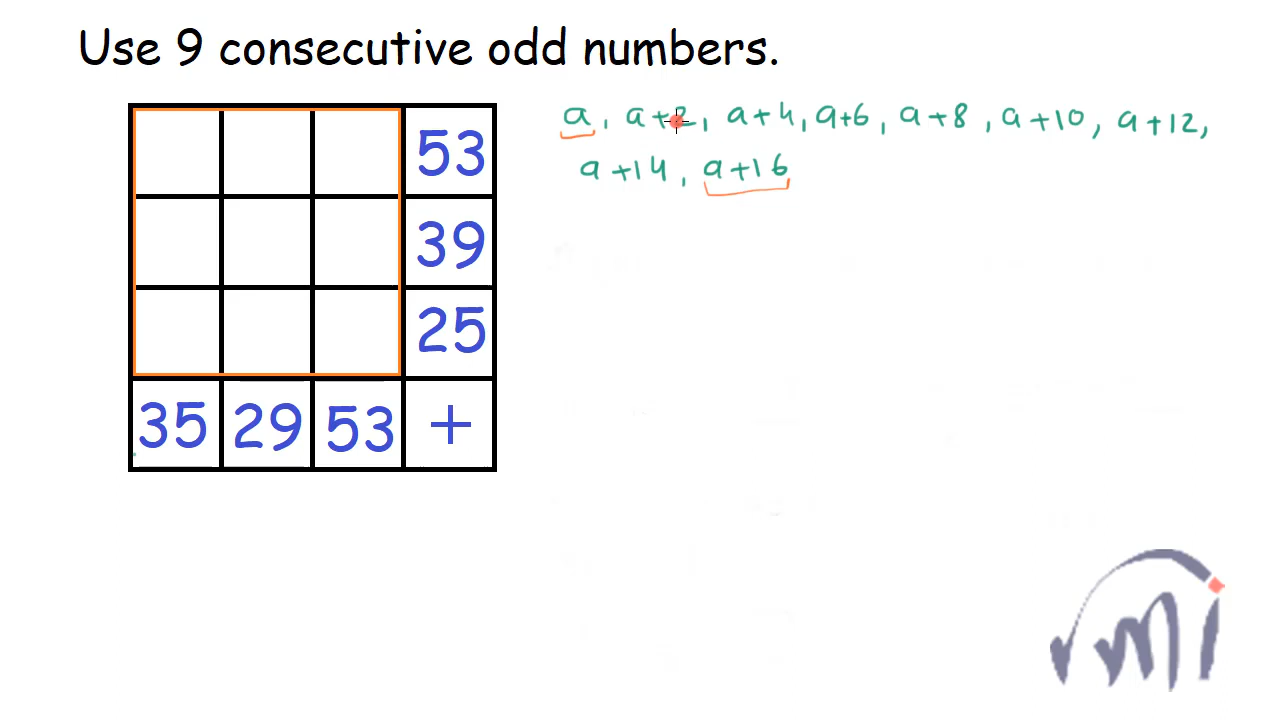 Use 9 consecutive odd numbers.
a, a+2, a+4, a+6, a+8, a+10, a+12,
a+14, a+16
53
39
25
35 29 53 +
vmi